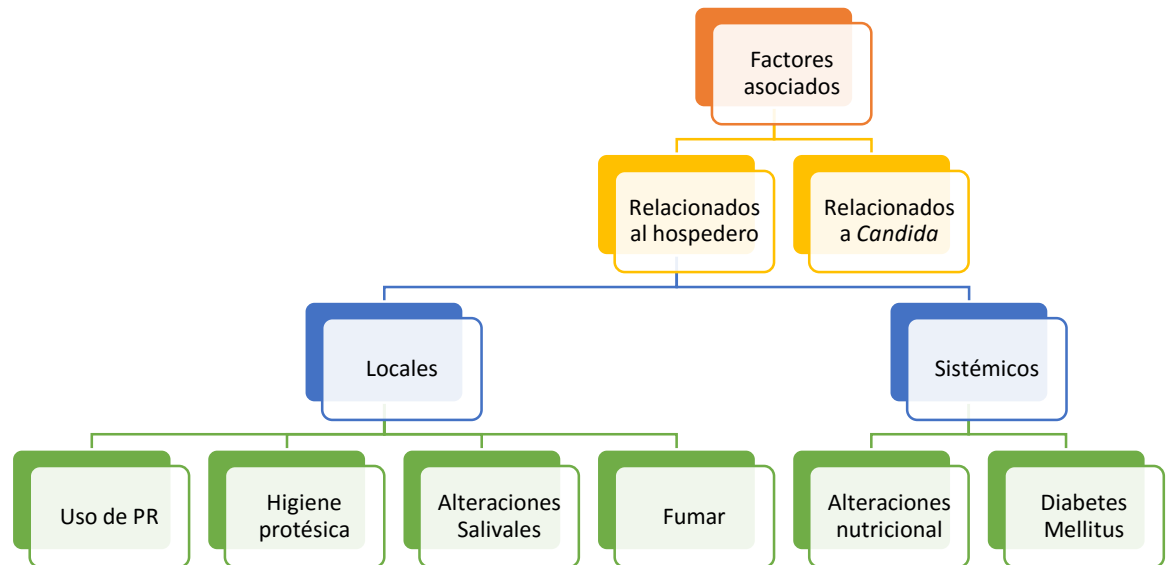 Factores
asociados
Relacionados
al hospedero
Relacionados
a Candida
Locales
Sistémicos
Uso de PR
Higiene
protésica
Alteraciones
Salivales
Fumar
Alteraciones
nutricional
Diabetes
Mellitus